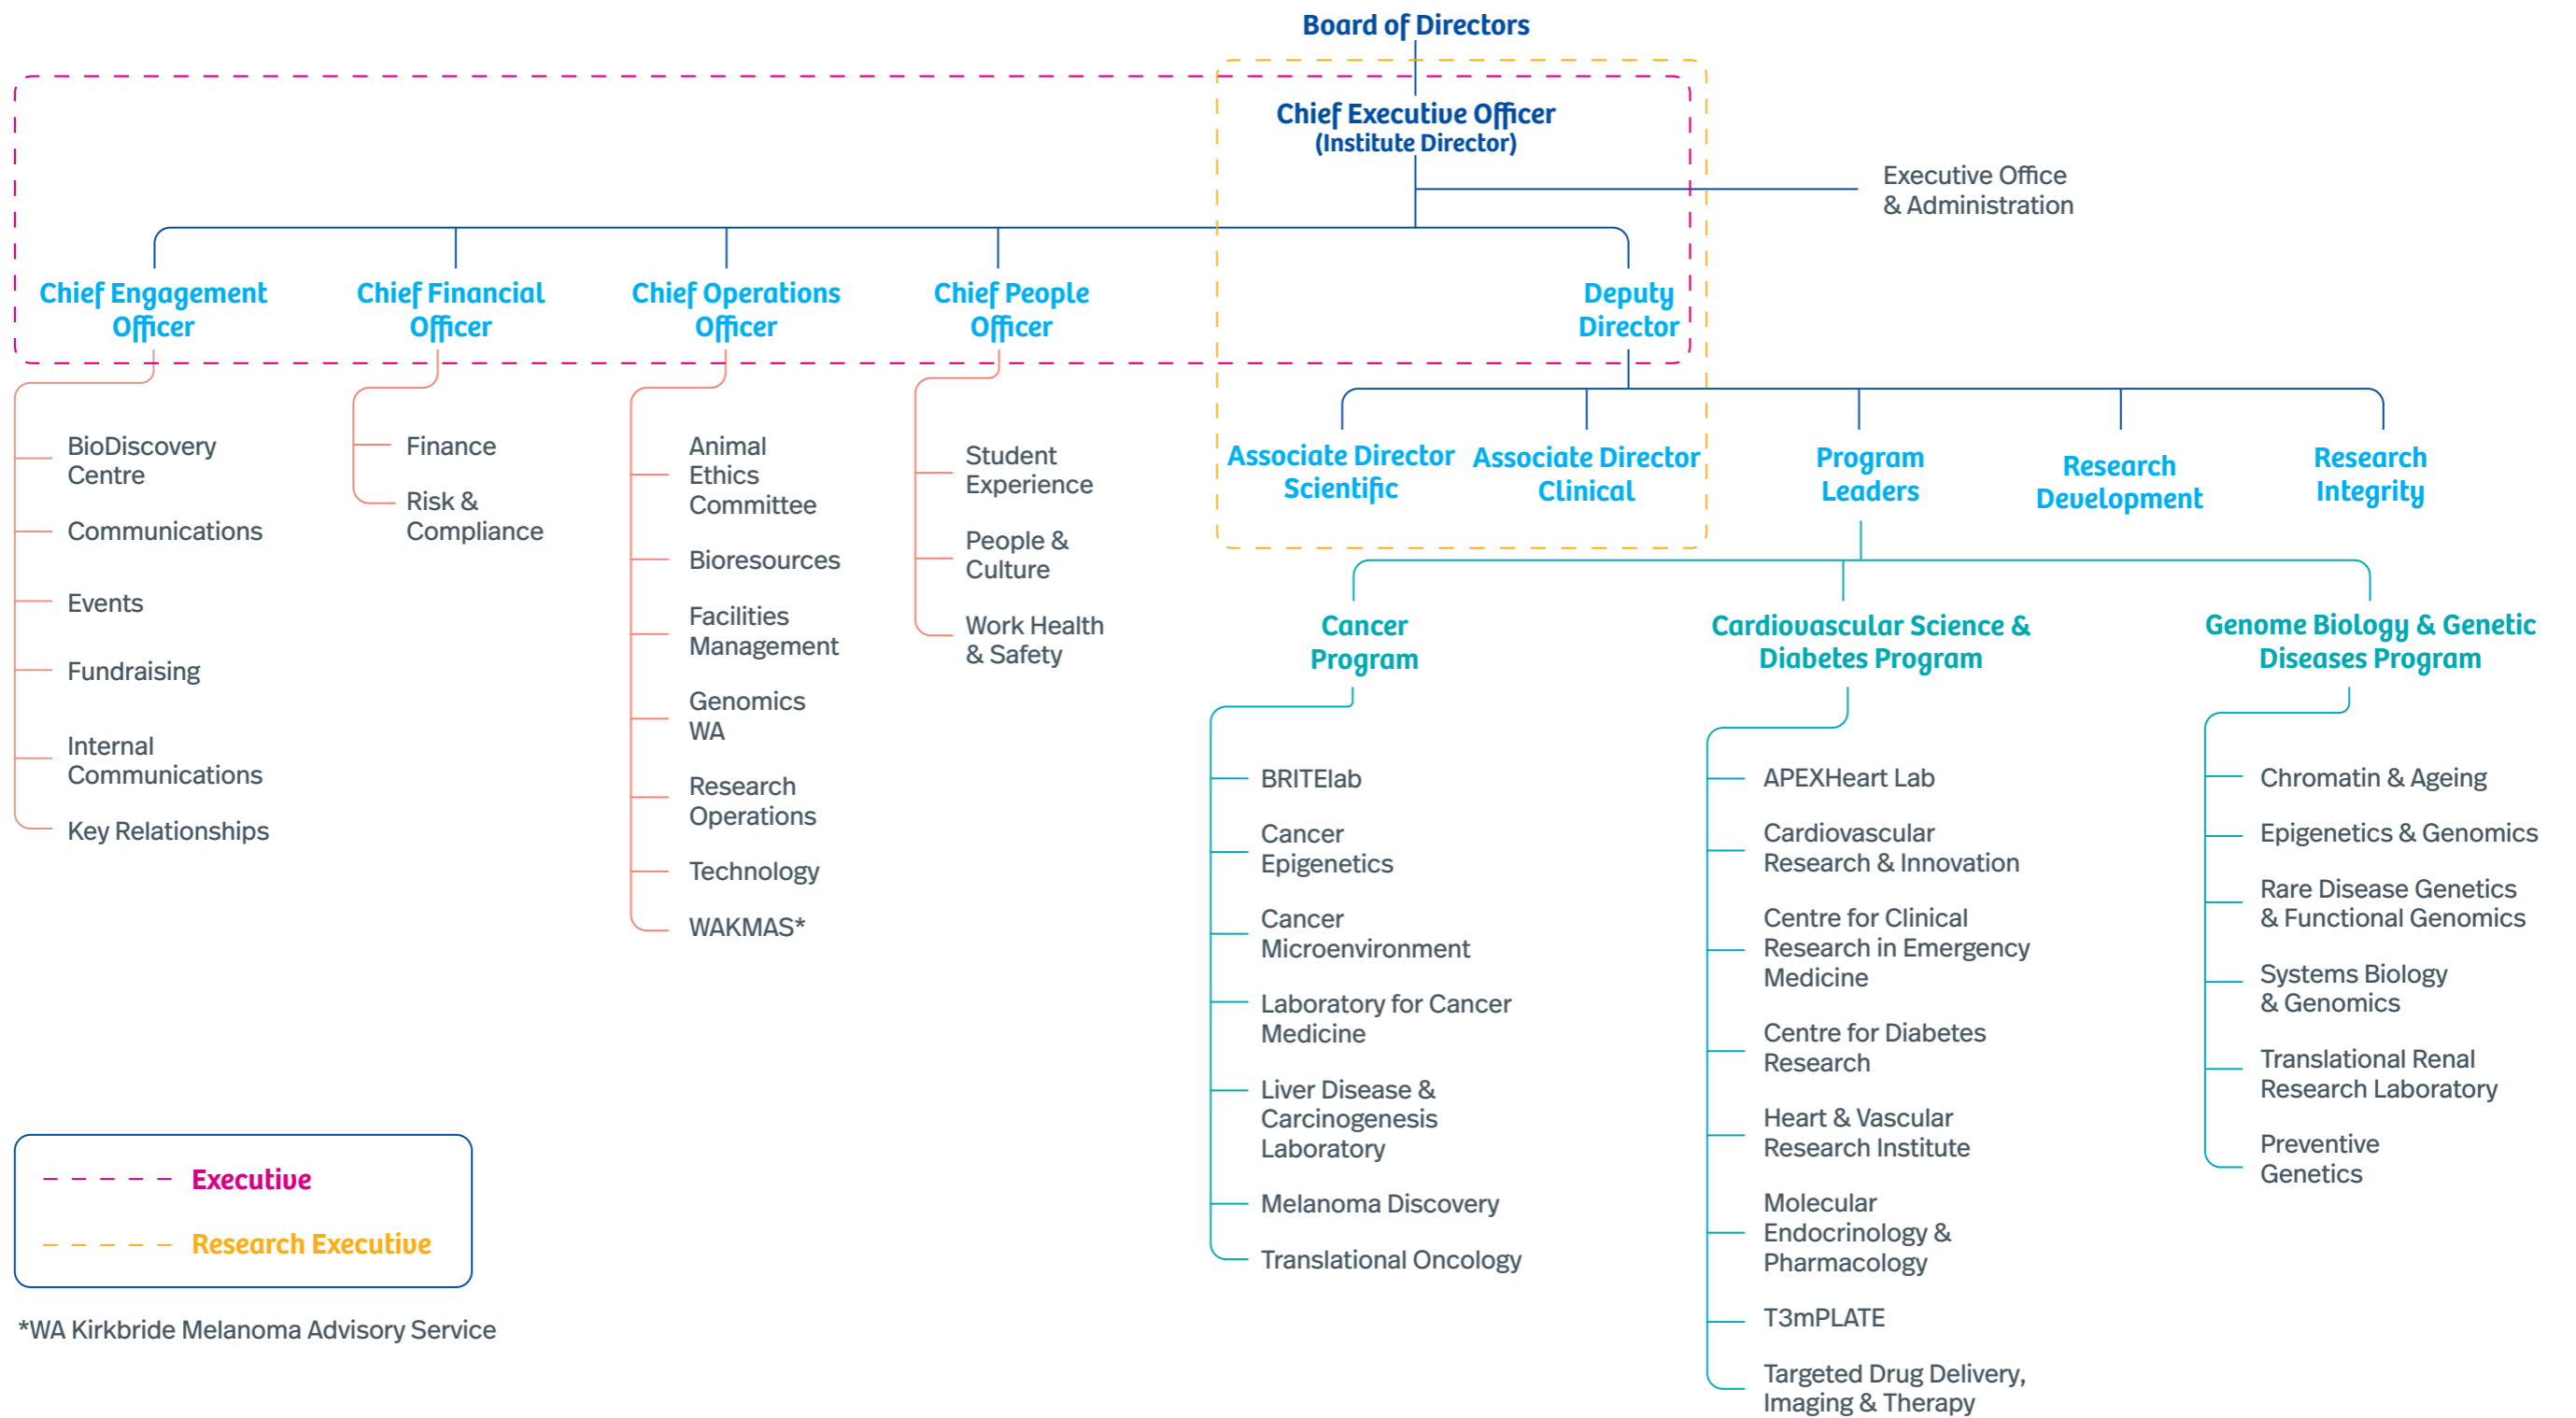 Board of Directors
Chief Executive Officer
(Institute Director)
Executive Office
& Administration
Chief Engagement
Officer
Chief Financial
Officer
Chief Operations
Officer
Chief People
Officer
Deputy
Director
BioDiscovery
Centre
Communications
Events
Fundraising
Internal
Communications
Key Relationships
Finance
Risk &
Compliance
Animal
Ethics
Committee
Bioresources
Facilities
Management
Genomics
WA
Research
Operations
Technology
WAKMAS*
Student
Experience
People &
Culture
Work Health
& Safety
Associate Director
Scientific
Associate Director
Clinical
Program
Leaders
Research
Development
Research
Integrity
Cancer
Program
BRITElab
Cancer
Epigenetics
Cancer
Microenvironment
Laboratory for Cancer
Medicine
Liver Disease &
Carcinogenesis
Laboratory
Melanoma Discovery
Translational Oncology
Cardiovascular Science &
Diabetes Program
APEXHeart Lab
Cardiovascular
Research & Innovation
Centre for Clinical
Research in Emergency
Medicine
Centre for Diabetes
Research
Heart & Vascular
Research Institute
Molecular
Endocrinology &
Pharmacology
T3mPLATE
Targeted Drug Delivery,
Imaging & Therapy
Genome Biology & Genetic
Diseases Program
Chromatin & Ageing
Epigenetics & Genomics
Rare Disease Genetics
& Functional Genomics
Systems Biology
& Genomics
Translational Renal
Research Laboratory
Preventive
Genetics
Executive
Research Executive
*WA Kirkbride Melanoma Advisory Service